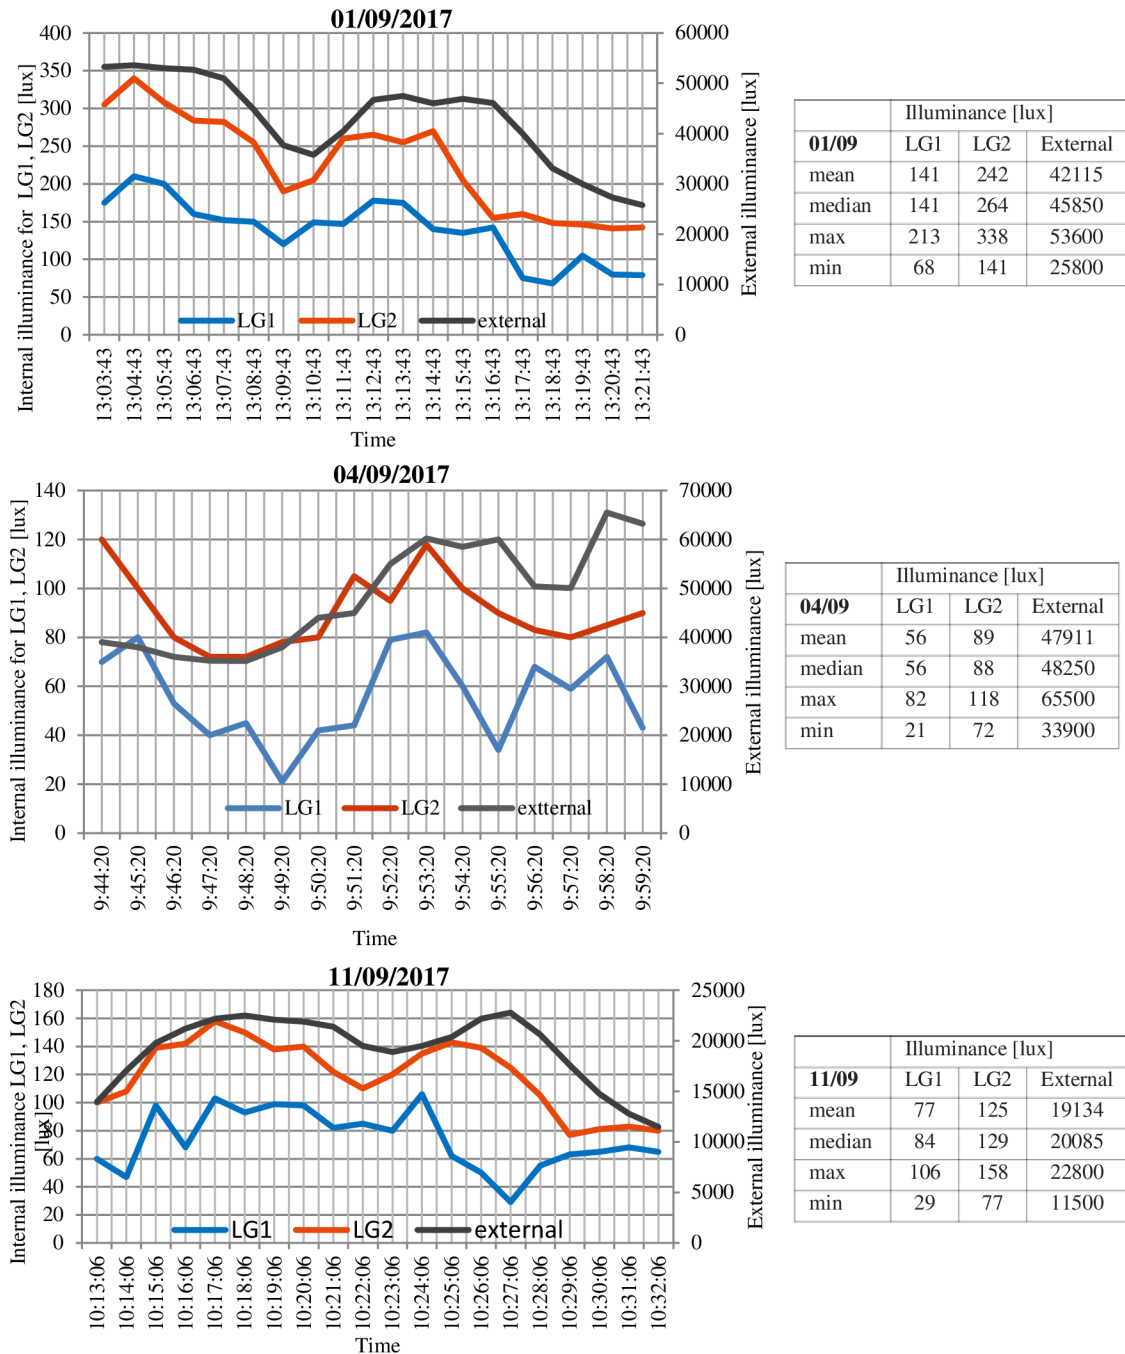 01/09/2017
Internal illuminance for LG1, LG2 [lux]
400
350
300
250
200
150
100
50
0
60000
50000
40000
30000
20000
10000
0
External illuminance [lux]
LG1 LG2 external
13:03:43 13:04:43 13:05:43 13:06:43 13:07:43 13:08:43 13:09:43 13:10:43 13:11:43 13:12:43 13:13:43 13:14:43 13:15:43 13:16:43 13:17:43 13:18:43 13:19:43 13:20:43 13:21:43
Time
Illuminance [lux]
01/09 LG1 LG2 External
mean 141 242 42115
median 141 264 45850
max 213 338 53600
min 68 141 25800
04/09/2017
Internal illuminance for LG1, LG2 [lux]
140
120
100
80
60
40
20
0
70000
60000
50000
40000
30000
20000
10000
0
External illuminance [lux]
LG1 LG2 extternal
9:44:20 9:45:20 9:46:20 9:47:20 9:48:20 9:49:20 9:50:20 9:51:20 9:52:20 9:53:20 9:54:20 9:55:20 9:56:20 9:57:20 9:58:20 9:59:20
Time
Illuminance [lux]
04/09 LG1 LG2 External
mean 56 89 47911
median 56 88 48250
max 82 118 65500
min 21 72 33900
11/09/2017
Internal illuminance LG1, LG2
[lux]
180
160
140
120
100
80
60
40
20
0
25000
20000
15000
10000
5000
0
External illuminance [lux]
LG1 LG2 external
10:13:06 10:14:06 10:15:06 10:16:06 10:17:06 10:18:06 10:19:06 10:20:06 10:21:06 10:22:06 10:23:06 10:24:06 10:25:06 10:26:06 10:27:06 10:28:06 10:29:06 10:30:06 10:31:06 10:32:06
Time
Illuminance [lux]
11/09 LG1 LG2 External
mean 77 125 19134
median 84 129 20085
max 106 158 22800
min 29 77 11500